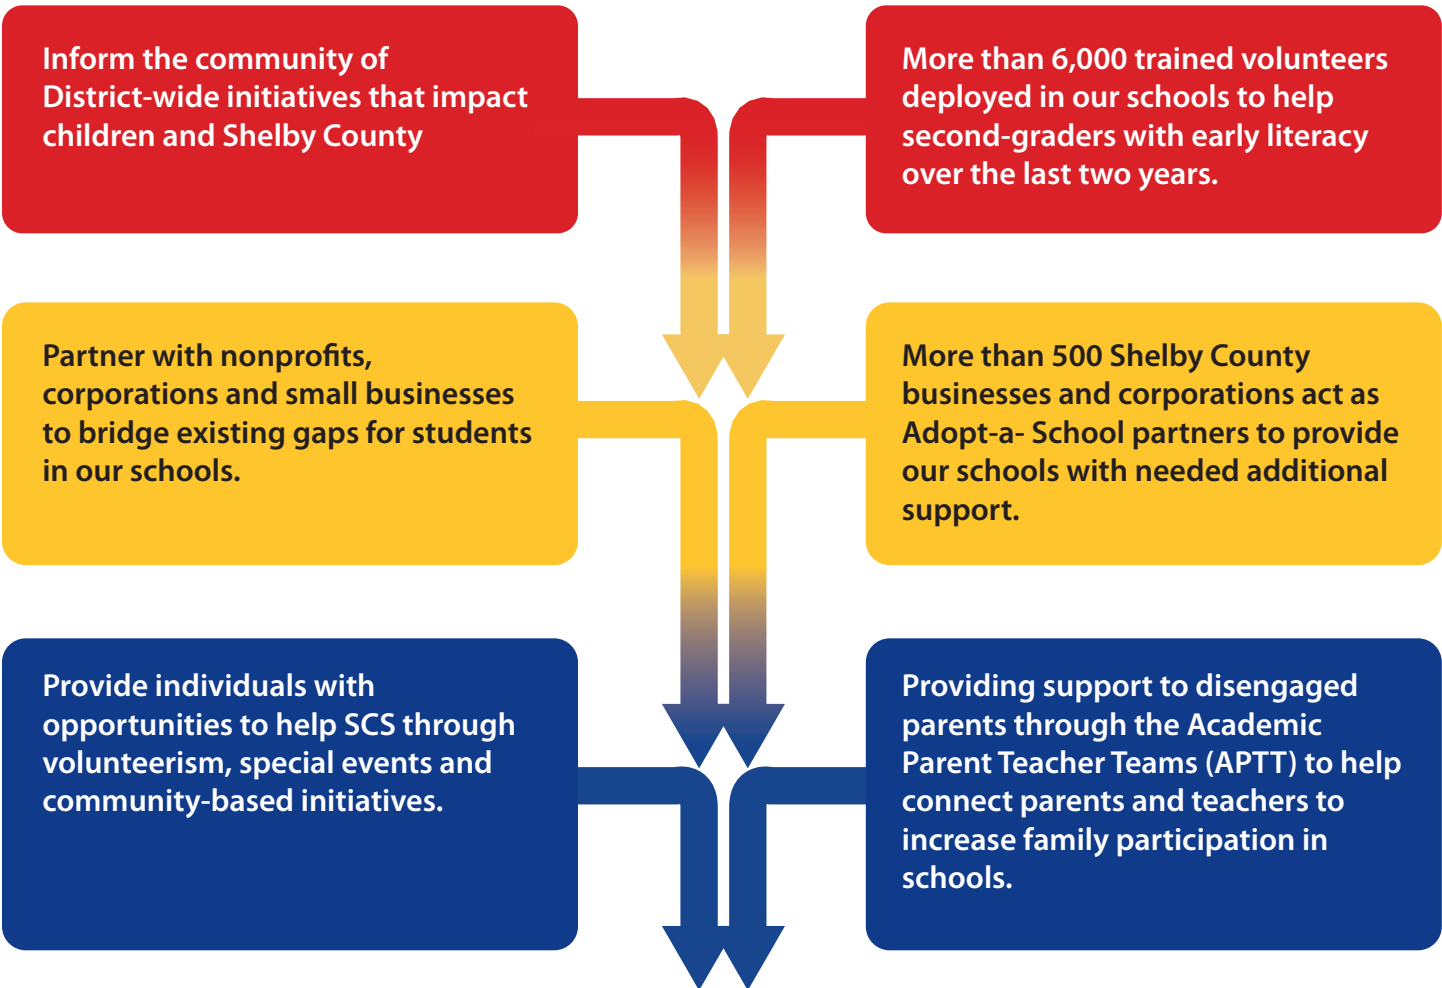 Inform the community of
District-wide initiatives that impact
children and Shelby County
More than 6,000 trained volunteers
deployed in our schools to help
second-graders with early literacy
over the last two years.
Partner with nonprofits,
corporations and small businesses
to bridge existing gaps for students
in our schools.
More than 500 Shelby County
businesses and corporations act as
Adopt-a- School partners to provide
our schools with needed additional
support.
Provide individuals with
opportunities to help SCS through
volunteerism, special events and
community-based initiatives.
Providing support to disengaged
parents through the Academic
Parent Teacher Teams (APTT) to help
connect parents and teachers to
increase family participation in
schools.